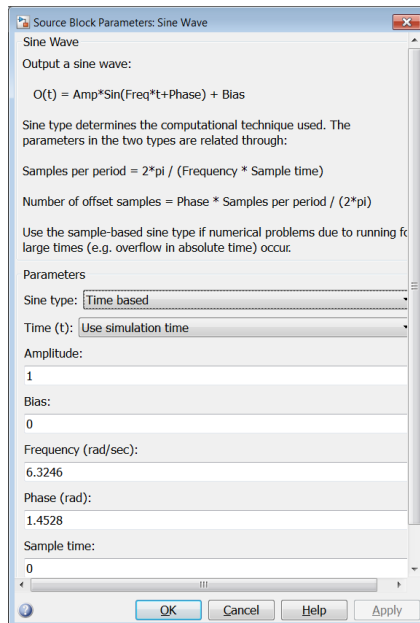 Source Block Parameters: Sine Wave
Sine Wave
Output a sine wave:
O(t) = Amp*Sin(Freq*t+Phase) + Bias
Sine type determines the computational technique used. The
parameters in the two types are related through:
Samples per period = 2*pi / (Frequency * Sample time)
Number of offset samples = Phase * Samples per period / (2*pi)
Use the sample-based sine type if numerical problems due to running fo
large times (e.g. overflow in absolute time) occur.
Parameters
Sine type: Time based
Time (t): Use simulation time
Amplitude:
1
Bias:
0
Frequency (rad/sec):
6.3246
Phase (rad):
1.4528
Sample time:
0
OK Cancel Help Apply